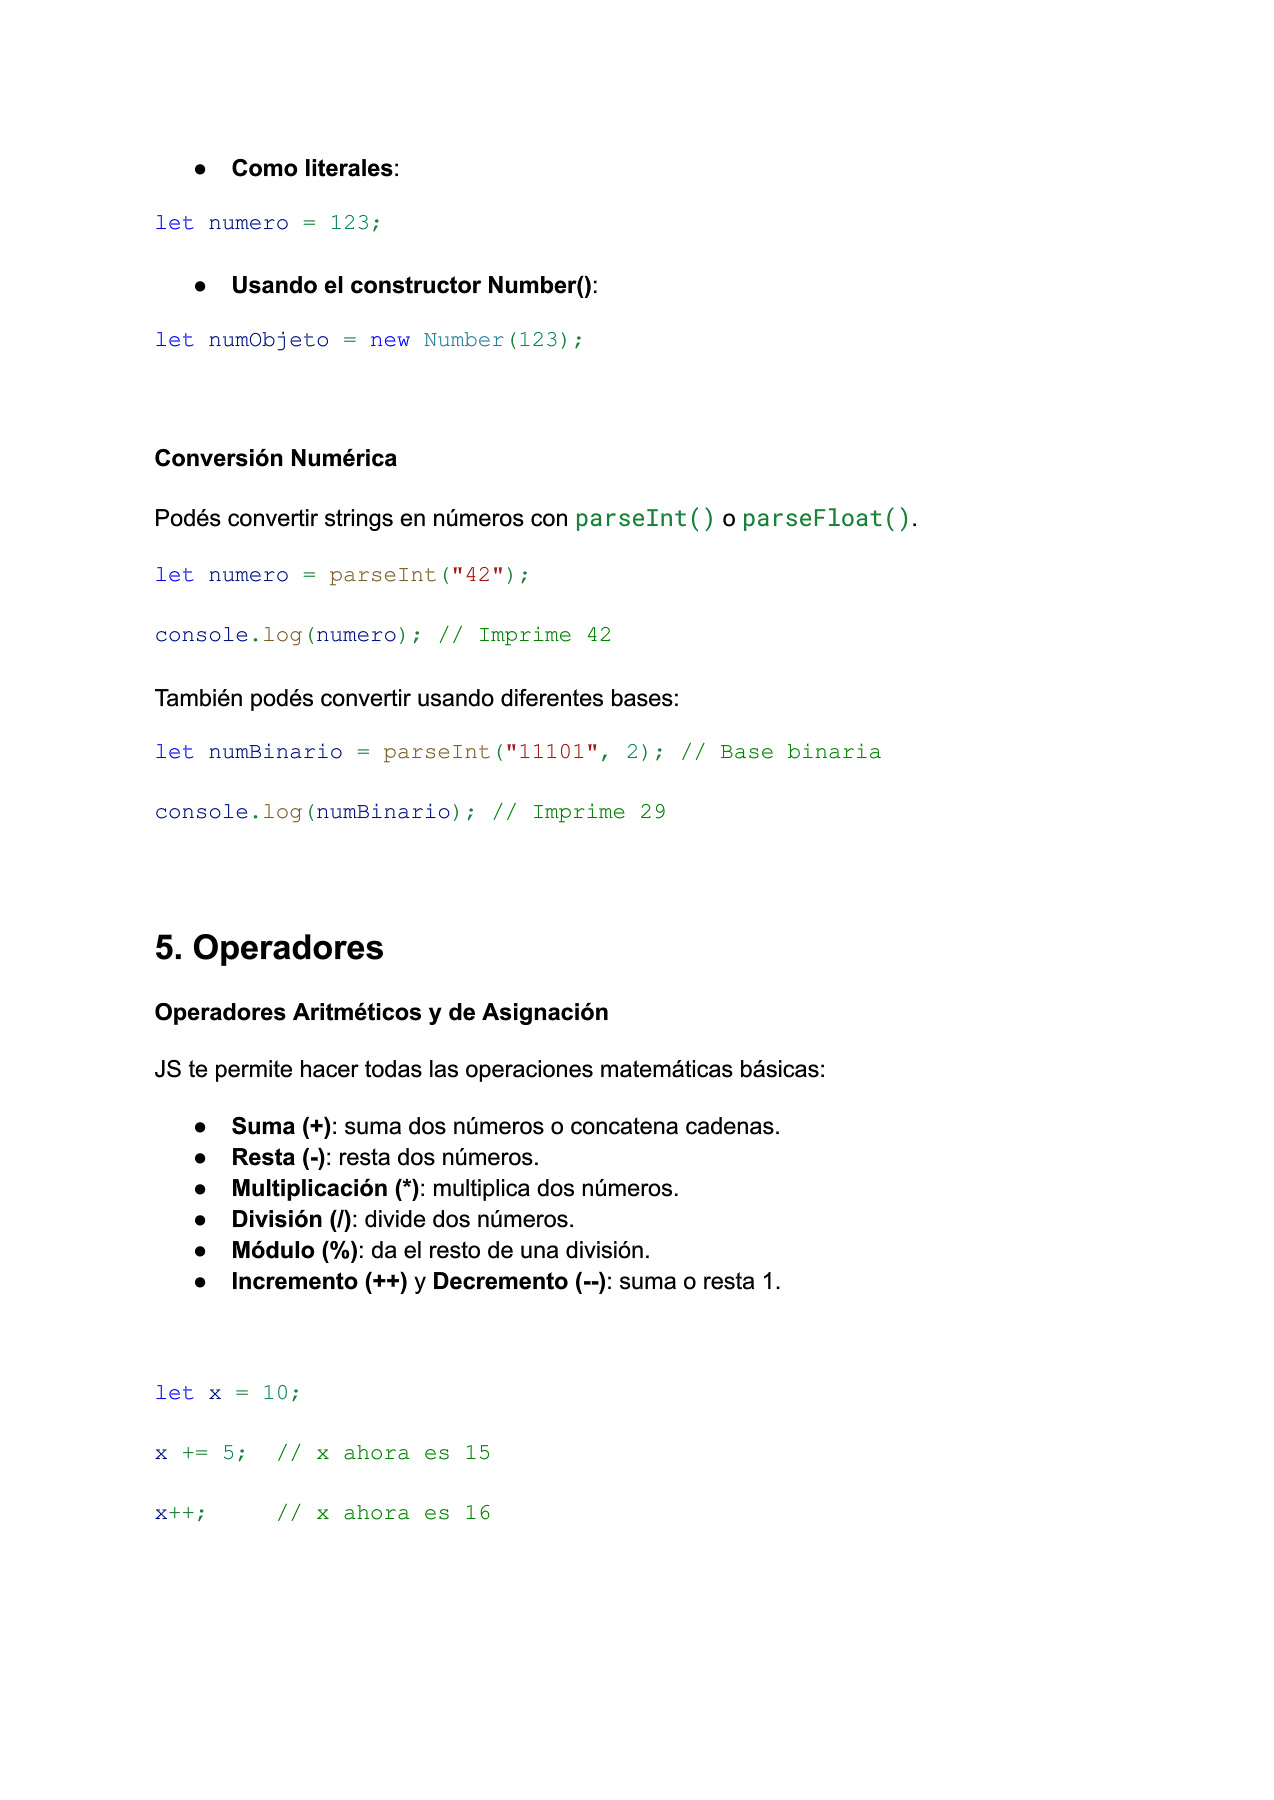 ● Como literales:
let numero = 123;
● Usando el constructor Number():
let numObjeto = new Number(123);
Conversión Numérica
Podés convertir strings en números con parseInt() o parseFloat().
let numero = parseInt("42");
console.log(numero); // Imprime 42
También podés convertir usando diferentes bases:
let numBinario = parseInt("11101", 2); // Base binaria
console.log(numBinario); // Imprime 29
5. Operadores
Operadores Aritméticos y de Asignación
JS te permite hacer todas las operaciones matemáticas básicas:
● Suma (+): suma dos números o concatena cadenas.
● Resta (-): resta dos números.
● Multiplicación (*): multiplica dos números.
● División (/): divide dos números.
● Módulo (%): da el resto de una división.
● Incremento (++) y Decremento (--): suma o resta 1.
let x = 10;
x += 5;  // x ahora es 15
x++;     // x ahora es 16